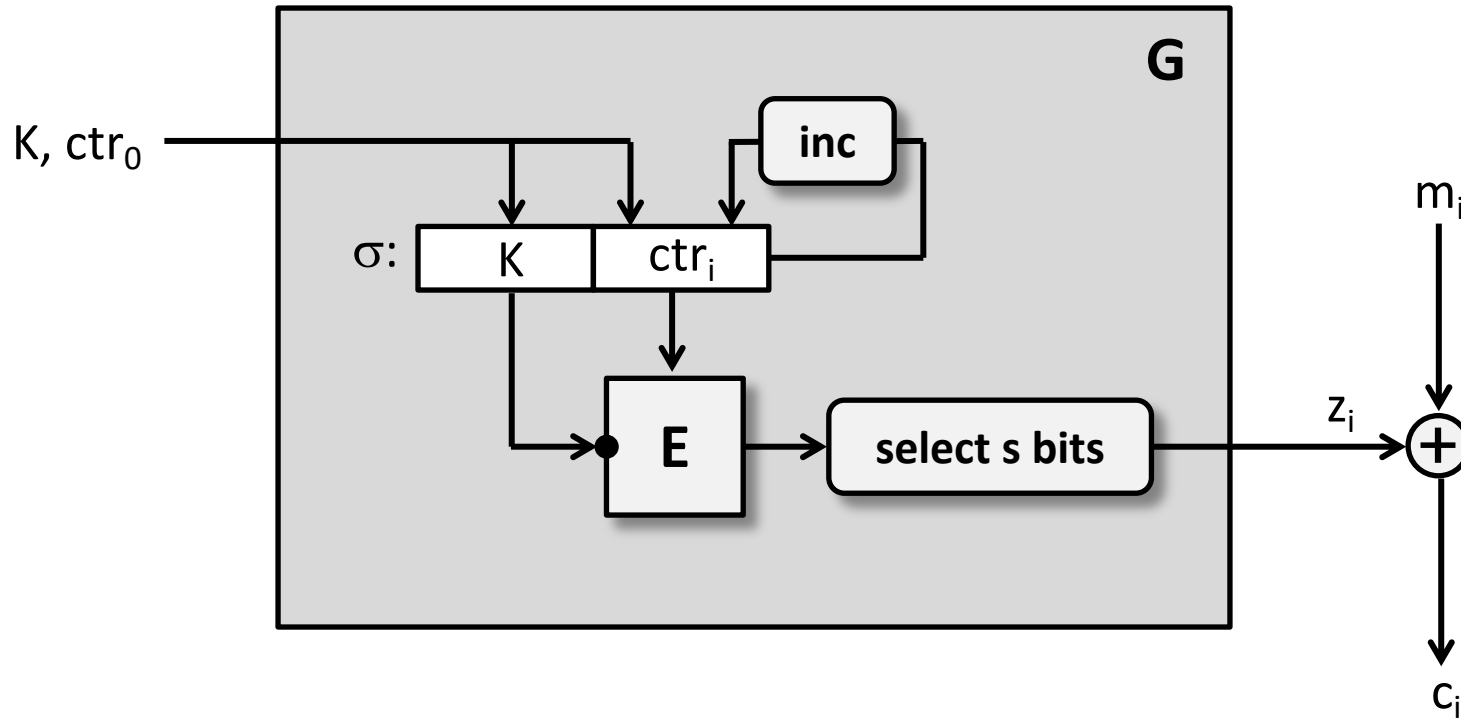 G
K, ctr₀
inc
mᵢ
σ:
K
ctrᵢ
zᵢ
E
select s bits
+
cᵢ